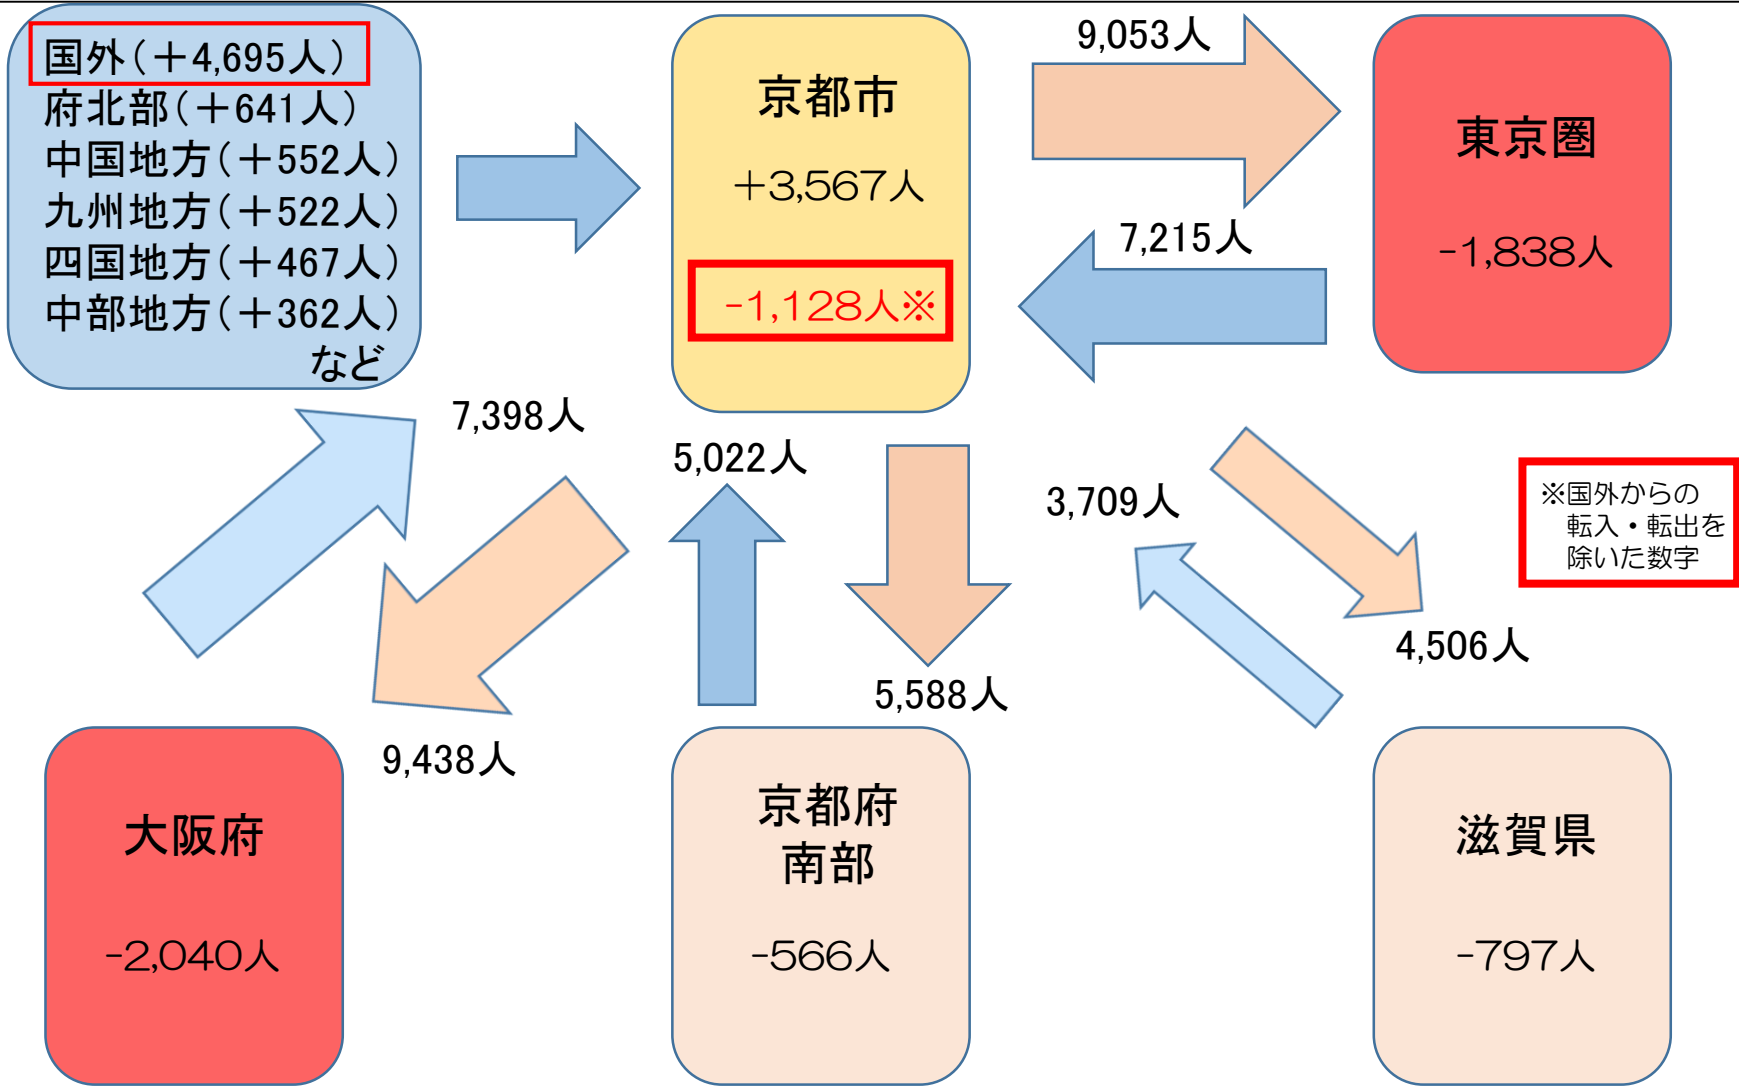 国外(＋4,695人)
府北部(＋641人)
中国地方(＋552人)
九州地方(＋522人)
四国地方(＋467人)
中部地方(＋362人)
など
京都市
＋3,567人
-1,128人※
9,053人
7,215人
東京圏
-1,838人
7,398人
9,438人
5,022人
5,588人
3,709人
4,506人
※国外からの
転入・転出を
除いた数字
大阪府
-2,040人
京都府
南部
-566人
滋賀県
-797人